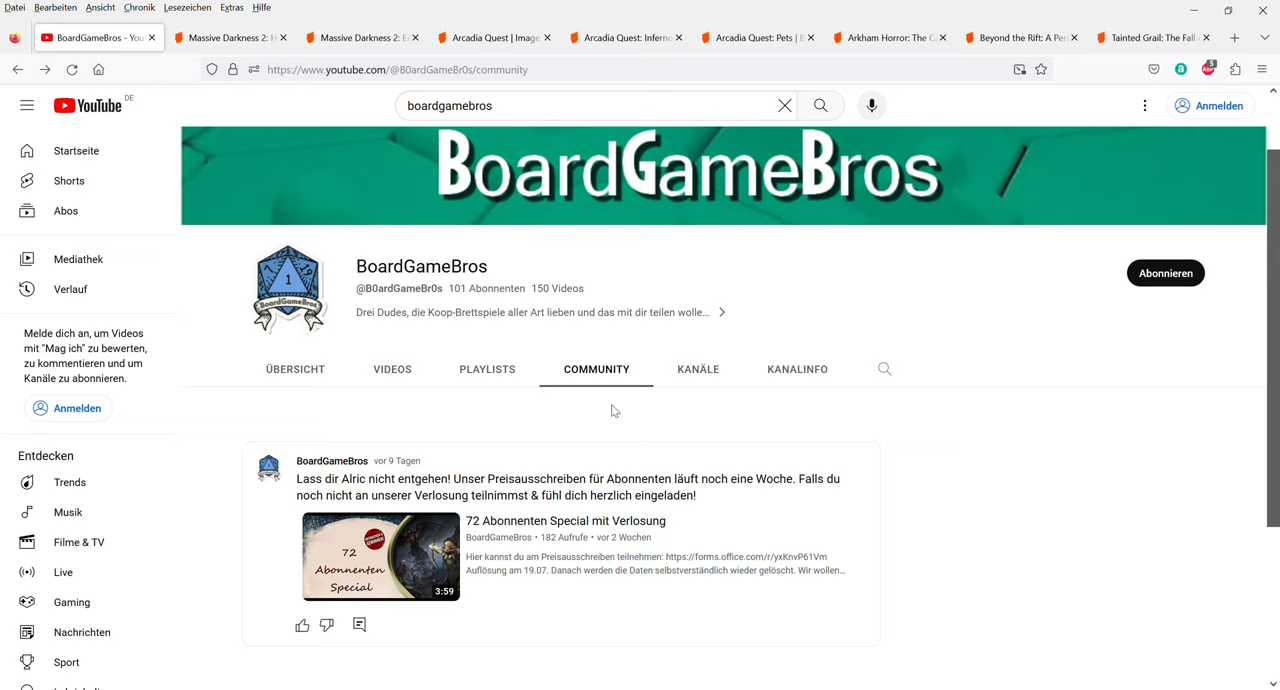 Datei Bearbeiten Ansicht Chronik Lesezeichen Extras Hilfe
BoardGameBros - You
Massive Darkness 2: H
Massive Darkness 2: E
Arcadia Quest | Image
Arcadia Quest: Inferno
Arcadia Quest: Pets | B
Arkham Horror: The C
Beyond the Rift: A Per
Tainted Grail: The Fall
https://www.youtube.com/@B0ardGameBr0s/community
5
YouTube DE
boardgamebros
Anmelden
BoardGameBros
Startseite
Shorts
Abos
Mediathek
Verlauf
Melde dich an, um Videos
mit "Mag ich" zu bewerten,
zu kommentieren und um
Kanäle zu abonnieren.
Anmelden
Entdecken
Trends
Musik
Filme & TV
Live
Gaming
Nachrichten
Sport
1
BoardGameBros
BoardGameBros
@B0ardGameBr0s 101 Abonnenten 150 Videos
Drei Dudes, die Koop-Brettspiele aller Art lieben und das mit dir teilen wolle...
Abonnieren
ÜBERSICHT VIDEOS PLAYLISTS COMMUNITY KANÄLE KANALINFO
BoardGameBros vor 9 Tagen
Lass dir Alric nicht entgehen! Unser Preisausschreiben für Abonnenten läuft noch eine Woche. Falls du
noch nicht an unserer Verlosung teilnimmst & fühl dich herzlich eingeladen!
72
Abonnenten
Special
3:59
72 Abonnenten Special mit Verlosung
BoardGameBros • 182 Aufrufe • vor 2 Wochen
Hier kannst du am Preisausschreiben teilnehmen: https://forms.office.com/r/yxKnvP61Vm
Auflösung am 19.07. Danach werden die Daten selbstverständlich wieder gelöscht. Wir wollen...